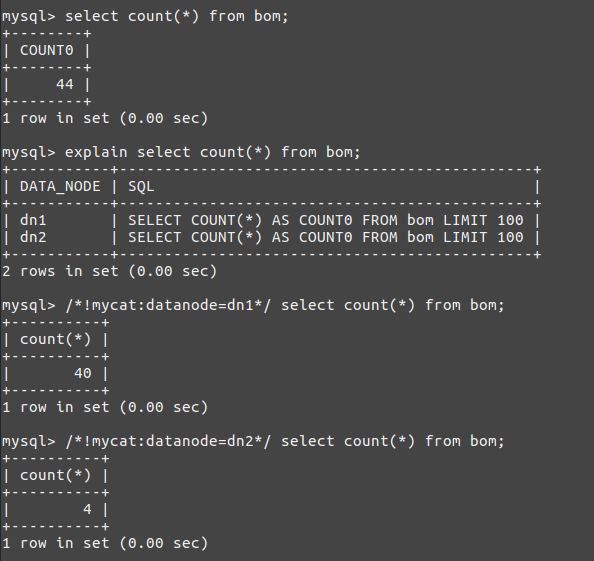 mysql> select count(*) from bom;
+--------+
| COUNT0 |
+--------+
|     44 |
+--------+
1 row in set (0.00 sec)

mysql> explain select count(*) from bom;
+-----------+----------------------------------------------+
| DATA_NODE | SQL                                          |
+-----------+----------------------------------------------+
| dn1       | SELECT COUNT(*) AS COUNT0 FROM bom LIMIT 100 |
| dn2       | SELECT COUNT(*) AS COUNT0 FROM bom LIMIT 100 |
+-----------+----------------------------------------------+
2 rows in set (0.00 sec)

mysql> /*!mycat:datanode=dn1*/ select count(*) from bom;
+----------+
| count(*) |
+----------+
|       40 |
+----------+
1 row in set (0.00 sec)

mysql> /*!mycat:datanode=dn2*/ select count(*) from bom;
+----------+
| count(*) |
+----------+
|        4 |
+----------+
1 row in set (0.00 sec)